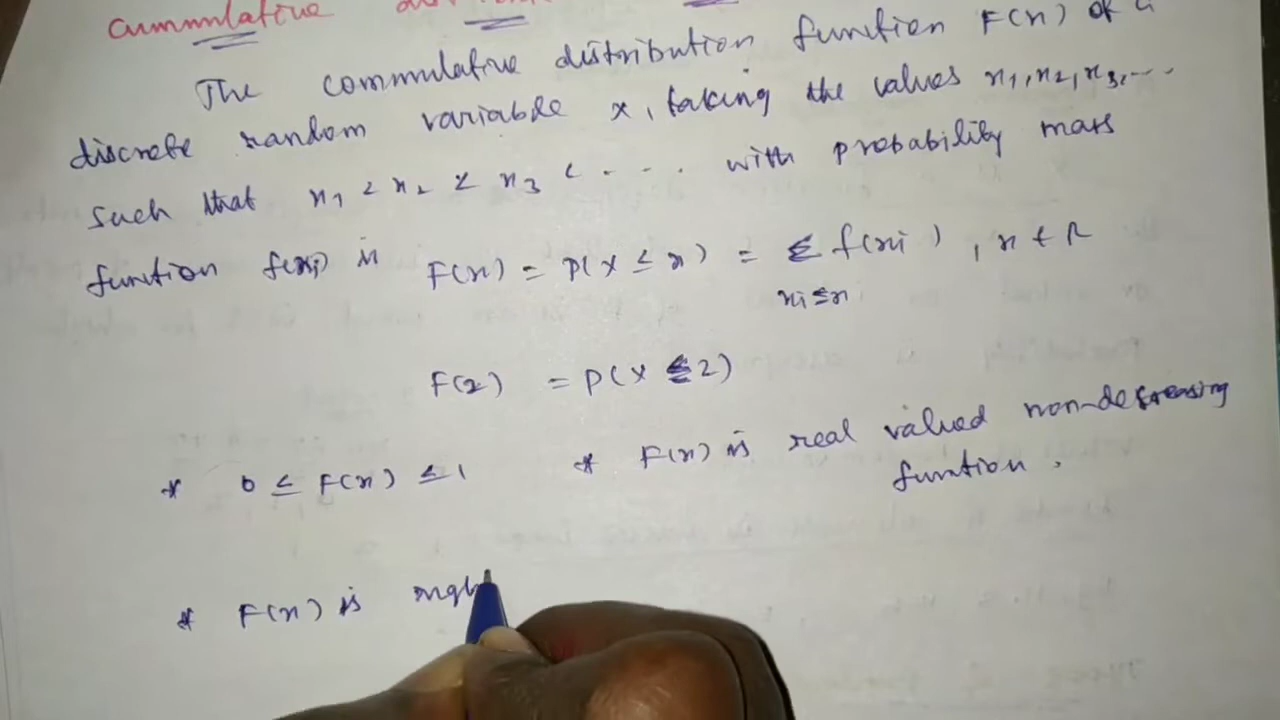 Cummulative
The commulative distribution function F(x) of a
discrete random variable X, taking the values x1, x2, x3, ...
such that x1 < x2 < x3 < .... with probability mass
function f(xi) is F(x) = P(X ≤ x) = Σ f(xi), x ∈ R
xi ≤ x
F(2) = P(X ≤ 2)
* 0 ≤ F(x) ≤ 1 * F(x) is real valued non-decreasing
function.
* F(x) is righ